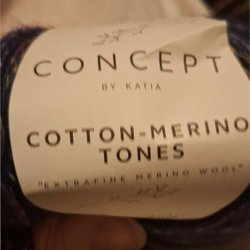 CONCEPT
BY KATIA
COTTON-MERINO
TONES
"EXTRAFINE MERINO WOOL"